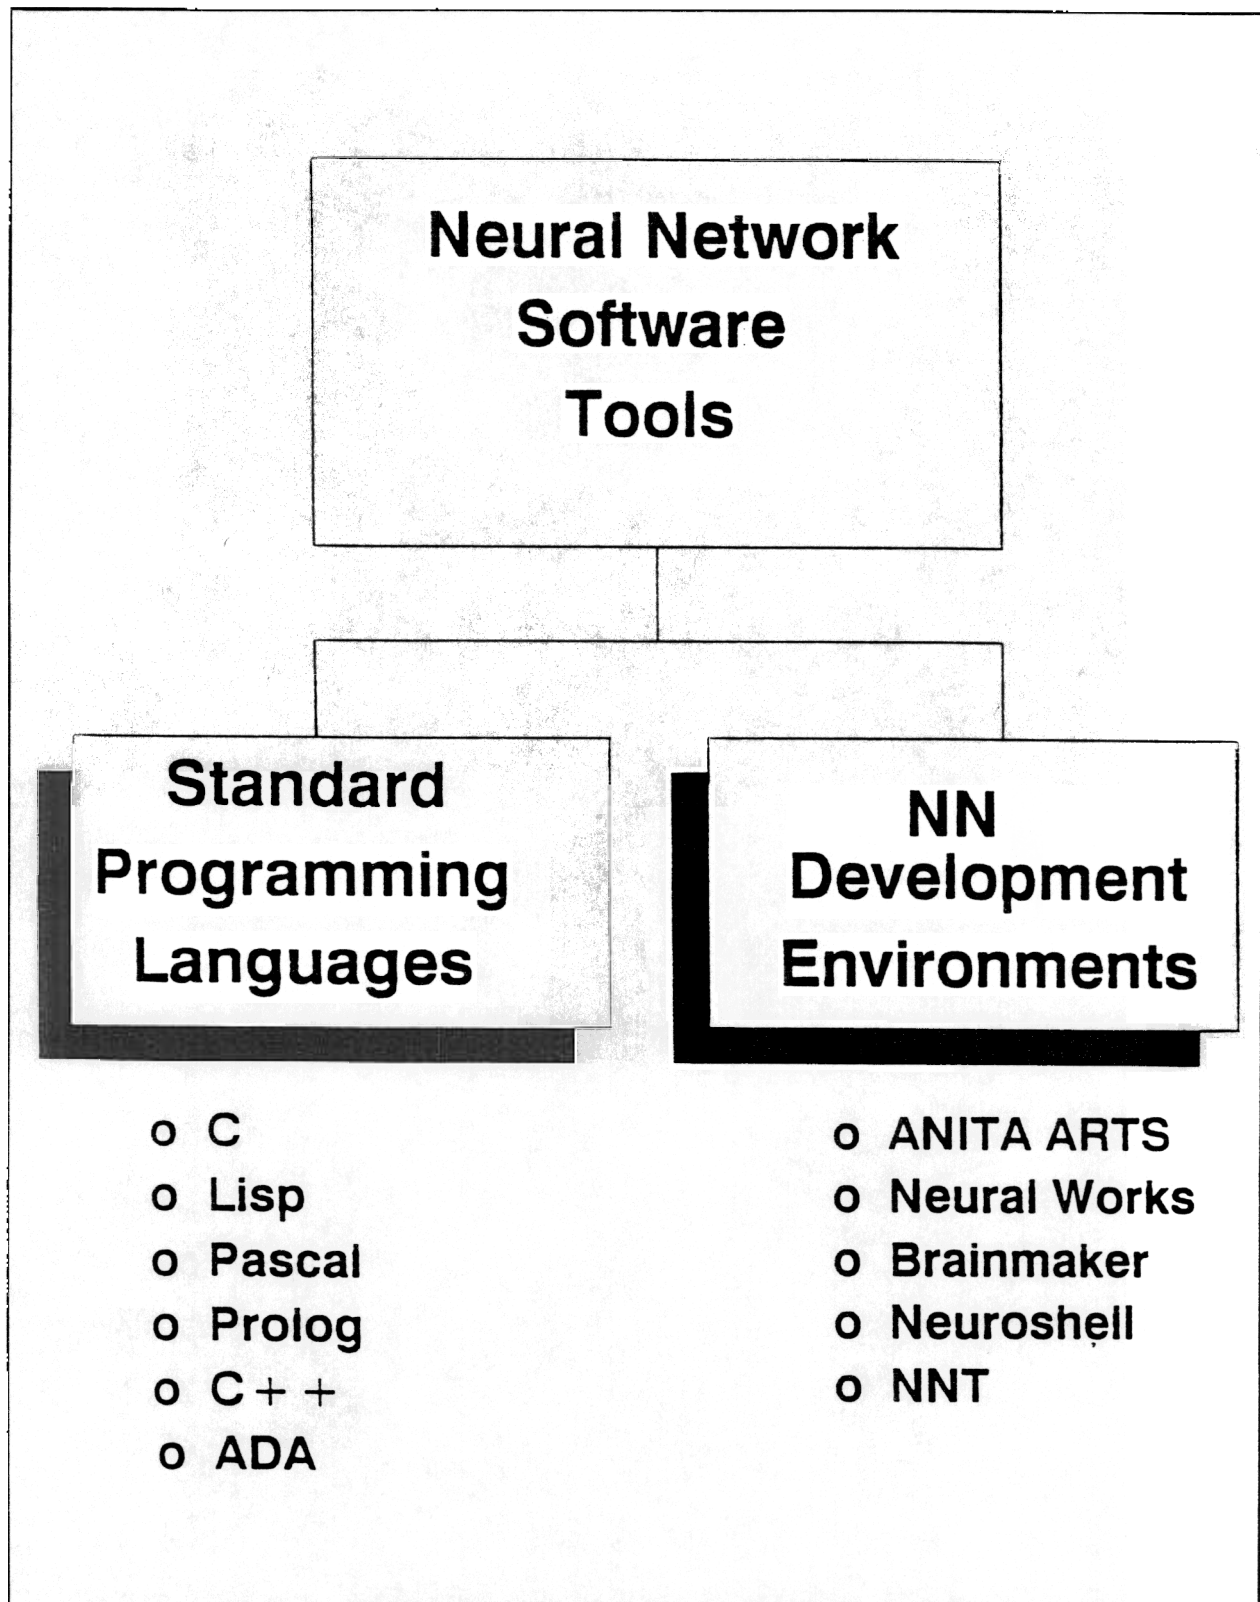 Neural Network
Software
Tools
Standard
Programming
Languages
NN
Development
Environments
o C
o Lisp
o Pascal
o Prolog
o C + +
o ADA
o ANITA ARTS
o Neural Works
o Brainmaker
o Neuroshell
o NNT